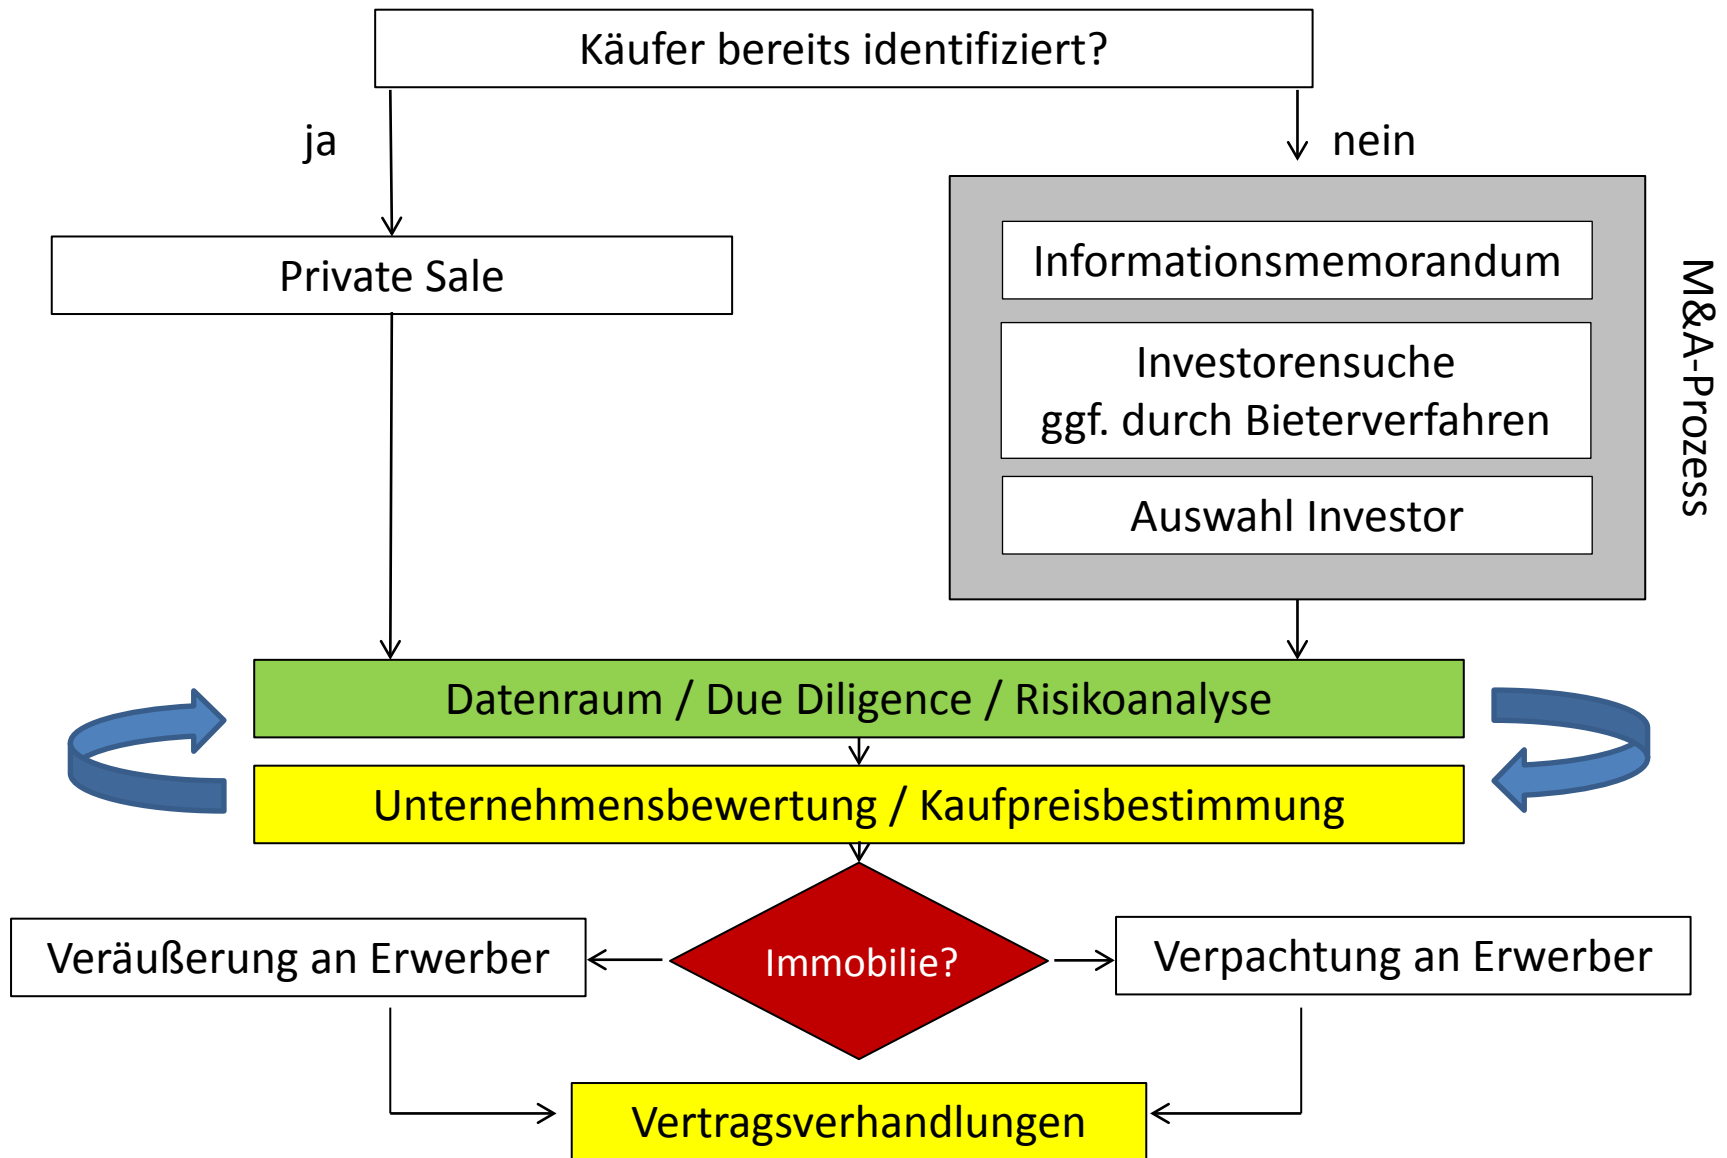 Käufer bereits identifiziert?
ja
nein
Private Sale
Informationsmemorandum
Investorensuche
ggf. durch Bieterverfahren
Auswahl Investor
M&A-Prozess
Datenraum / Due Diligence / Risikoanalyse
Unternehmensbewertung / Kaufpreisbestimmung
Veräußerung an Erwerber
Immobilie?
Verpachtung an Erwerber
Vertragsverhandlungen